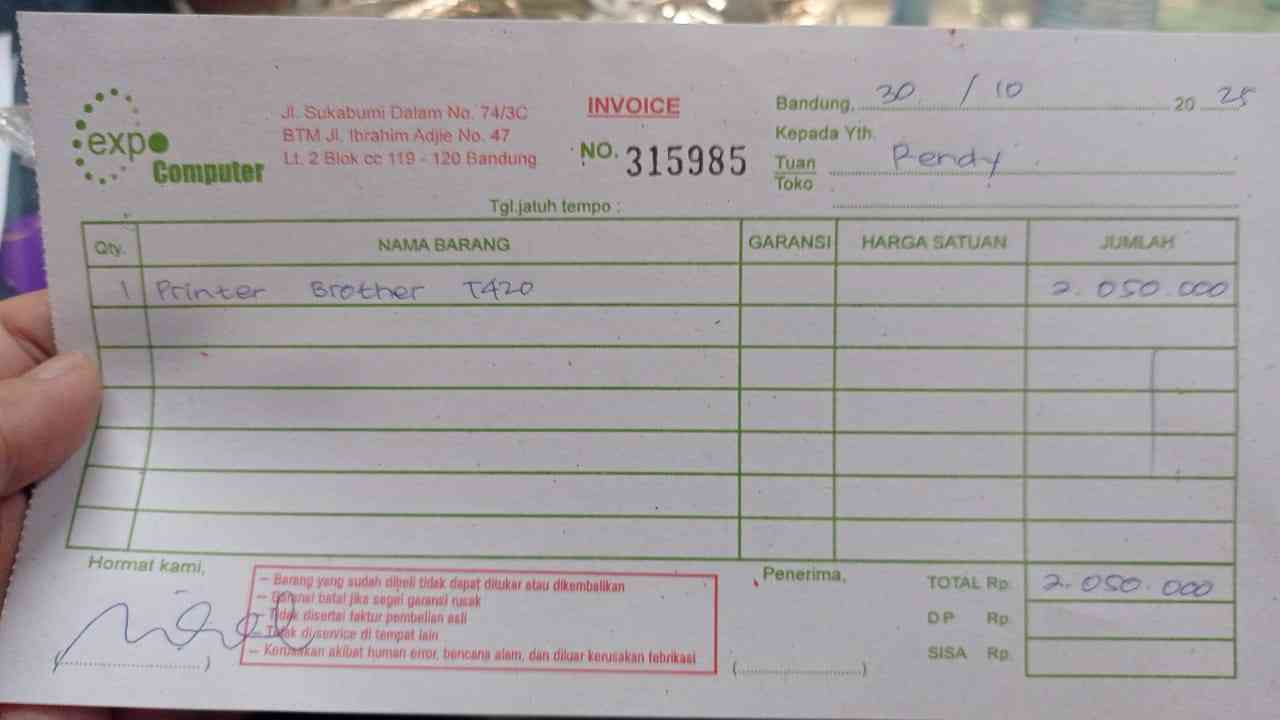 expo Computer
Jl. Sukabumi Dalam No. 74/3C
BTM Jl. Ibrahim Adjie No. 47
Lt. 2 Blok cc 119 - 120 Bandung
INVOICE
NO. 315985
Bandung, 30 / 10 20 25
Kepada Yth.
Tuan Rendy
Toko
Tgl.jatuh tempo :
Qty. NAMA BARANG GARANSI HARGA SATUAN JUMLAH
1 Printer Brother T420 2.050.000
Hormat kami,
- Barang yang sudah dibeli tidak dapat ditukar atau dikembalikan
- Garansi batal jika segel garansi rusak
- Tidak disertai faktur pembelian asli
- Tidak diservice di tempat lain
- Kerusakan akibat human error, bencana alam, dan diluar kerusakan fabrikasi
Penerima,
TOTAL Rp. 2.050.000
DP Rp.
SISA Rp.